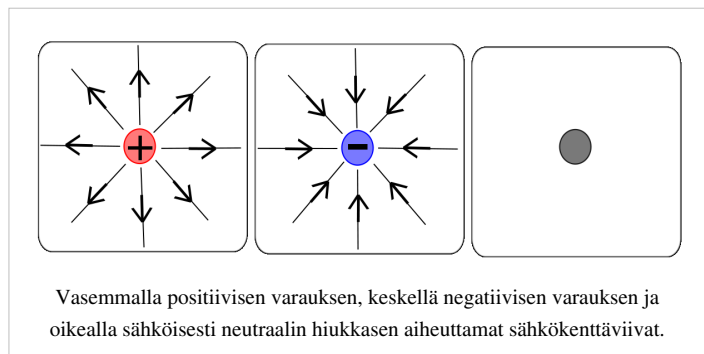 +
-
Vasemmalla positiivisen varauksen, keskellä negatiivisen varauksen ja
oikealla sähköisesti neutraalin hiukkasen aiheuttamat sähkökenttäviivat.